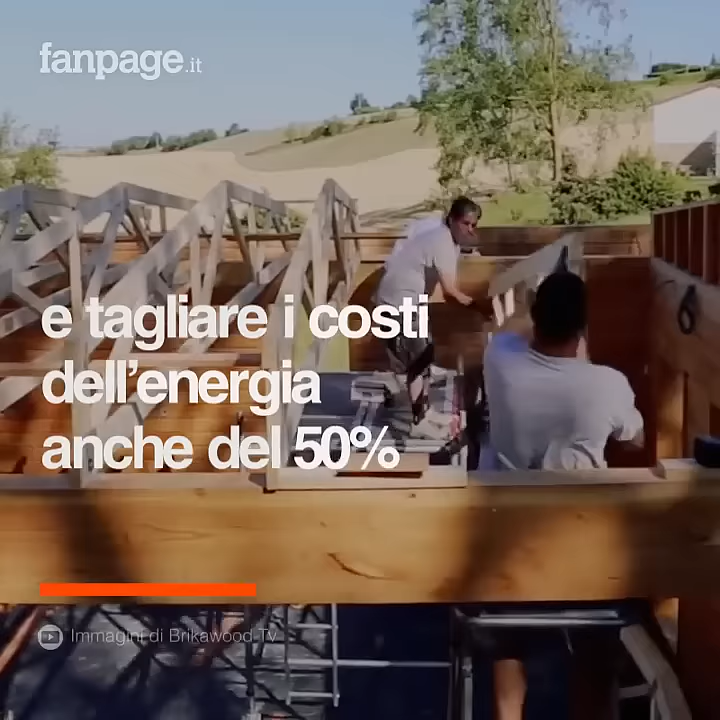 fanpage.it
e tagliare i costi
dell'energia
anche del 50%
Immagini di Brikawood Tv